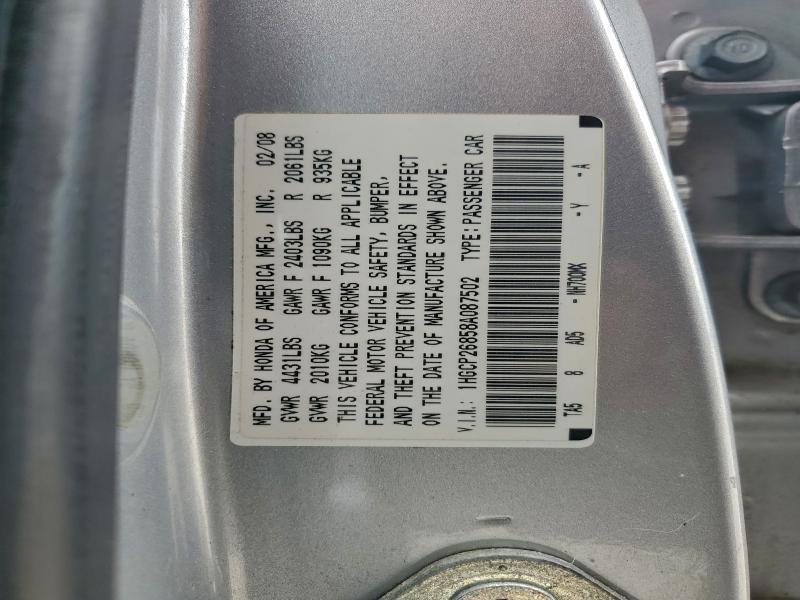 MFD. BY HONDA OF AMERICA MFG., INC. 02/08
GVWR 4431LBS GAWR F 2403LBS R 2061LBS
GVWR 2010KG GAWR F 1090KG R 935KG
THIS VEHICLE CONFORMS TO ALL APPLICABLE
FEDERAL MOTOR VEHICLE SAFETY, BUMPER,
AND THEFT PREVENTION STANDARDS IN EFFECT
ON THE DATE OF MANUFACTURE SHOWN ABOVE.
V.I.N.: 1HGCP26858A087502 TYPE: PASSENGER CAR
TA5 8 AD5 -NH700MX -Y -A